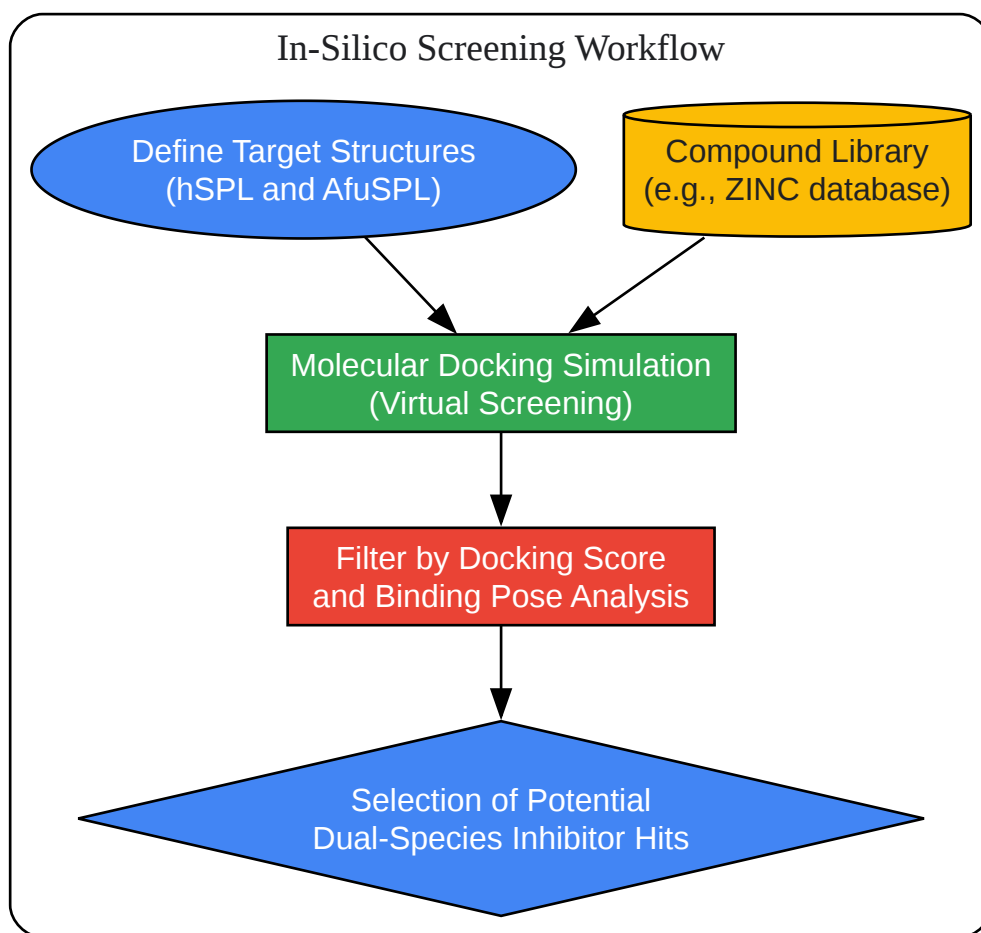 In-Silico Screening Workflow
Define Target Structures
(hSPL and AfuSPL)
Compound Library
(e.g., ZINC database)
Molecular Docking Simulation
(Virtual Screening)
Filter by Docking Score
and Binding Pose Analysis
Selection of Potential
Dual-Species Inhibitor Hits